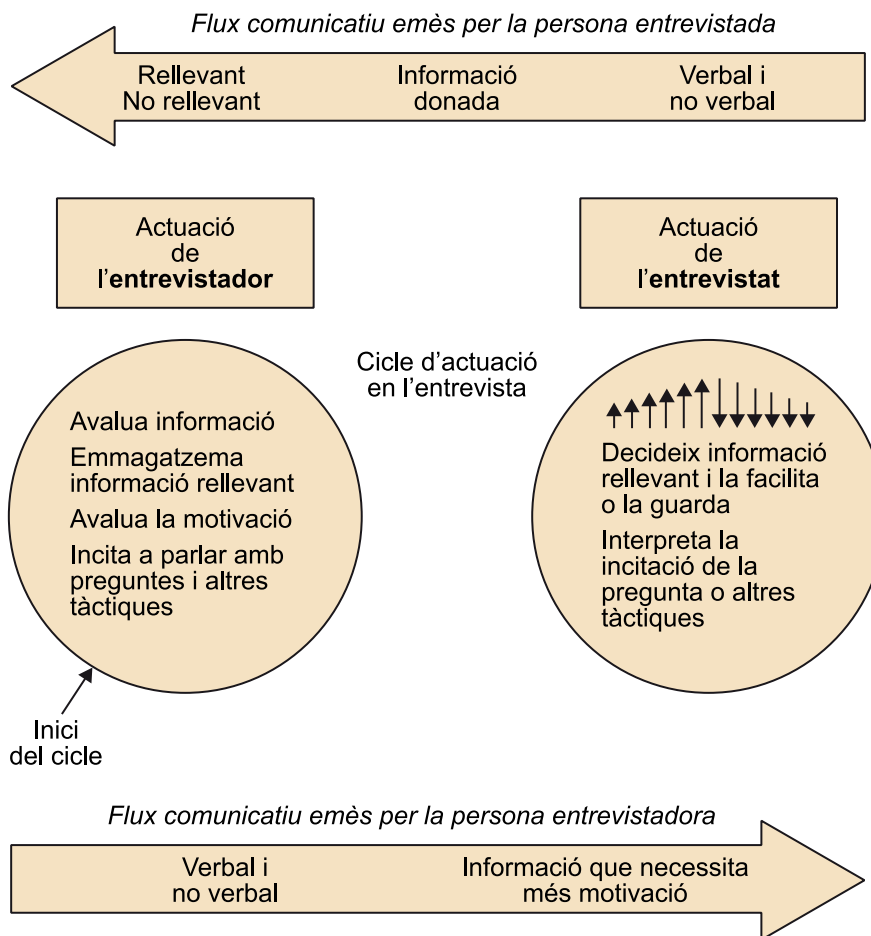 Flux comunicatiu emès per la persona entrevistada
Rellevant
No rellevant
Informació
donada
Verbal i
no verbal
Actuació
de
l’entrevistador
Actuació
de
l’entrevistat
Cicle d’actuació
en l’entrevista
Avalua informació
Emmagatzema
informació rellevant
Avalua la motivació
Incita a parlar amb
preguntes i altres
tàctiques
Decideix informació
rellevant i la facilita
o la guarda
Interpreta la
incitació de la
pregunta o altres
tàctiques
Inici
del cicle
Flux comunicatiu emès per la persona entrevistadora
Verbal i
no verbal
Informació que necessita
més motivació